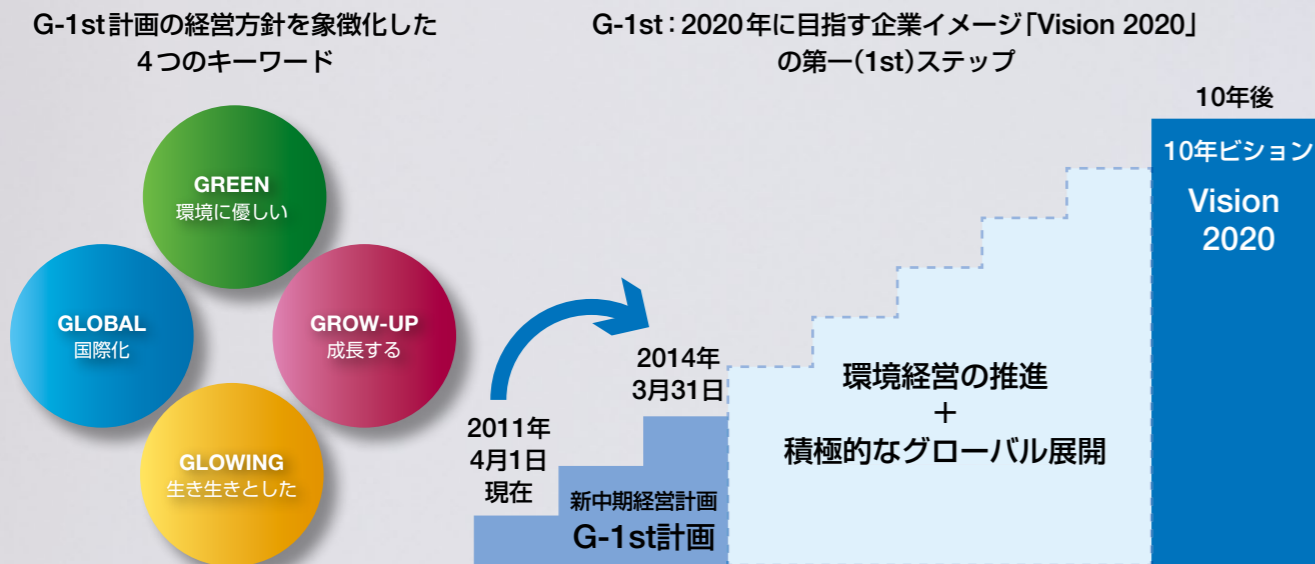 G-1st計画の経営方針を象徴化した
4つのキーワード
GREEN
環境に優しい
GLOBAL
国際化
GROW-UP
成長する
GLOWING
生き生きとした
G-1st：2020年に目指す企業イメージ「Vision 2020」
の第一(1st)ステップ
2011年
4月1日
現在
2014年
3月31日
新中期経営計画
G-1st計画
環境経営の推進
＋
積極的なグローバル展開
10年後
10年ビジョン
Vision
2020